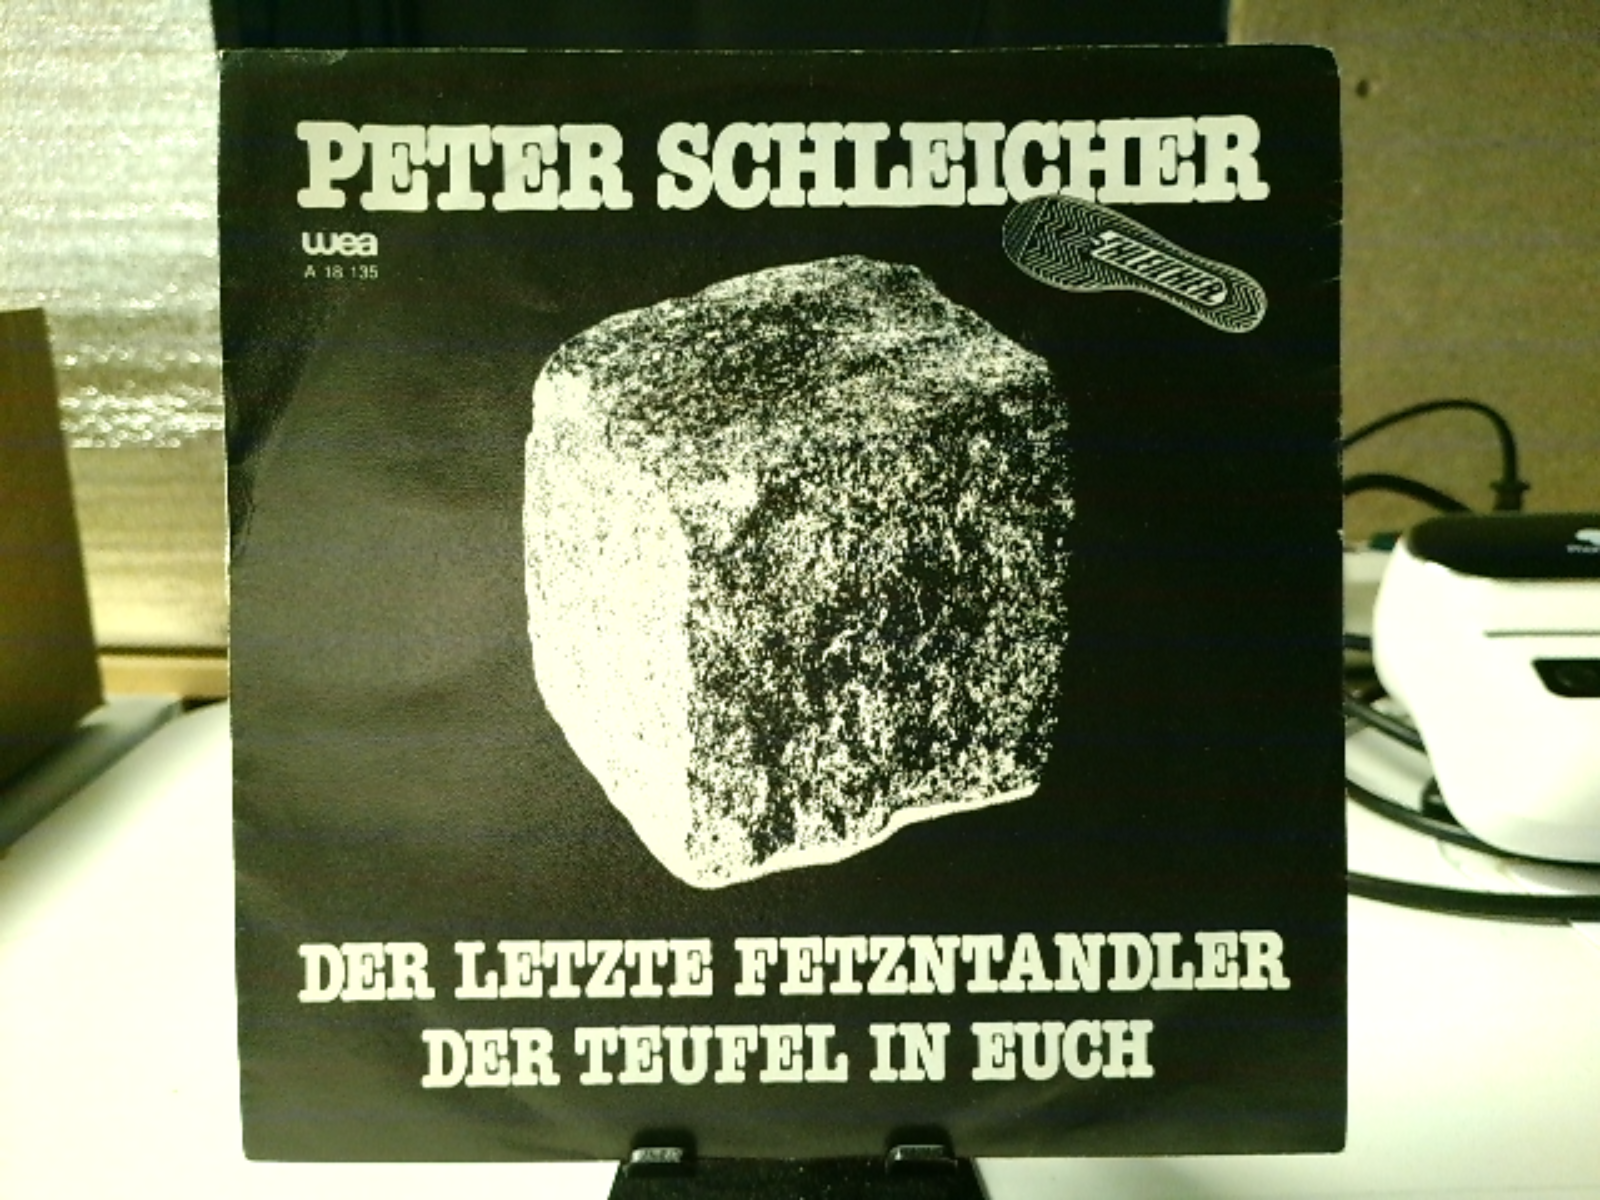 PETER SCHLEICHER
wea
A 18 135
SCHLEICHER
DER LETZTE FETZNTANDLER
DER TEUFEL IN EUCH